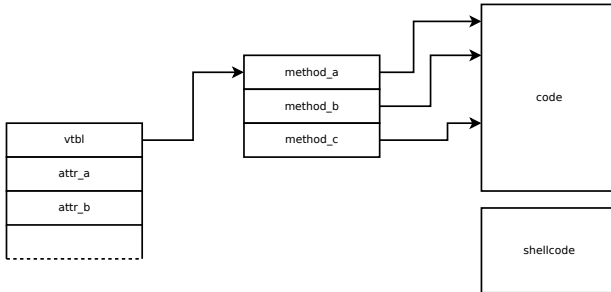 vtbl
attr_a
attr_b
method_a
method_b
method_c
code
shellcode